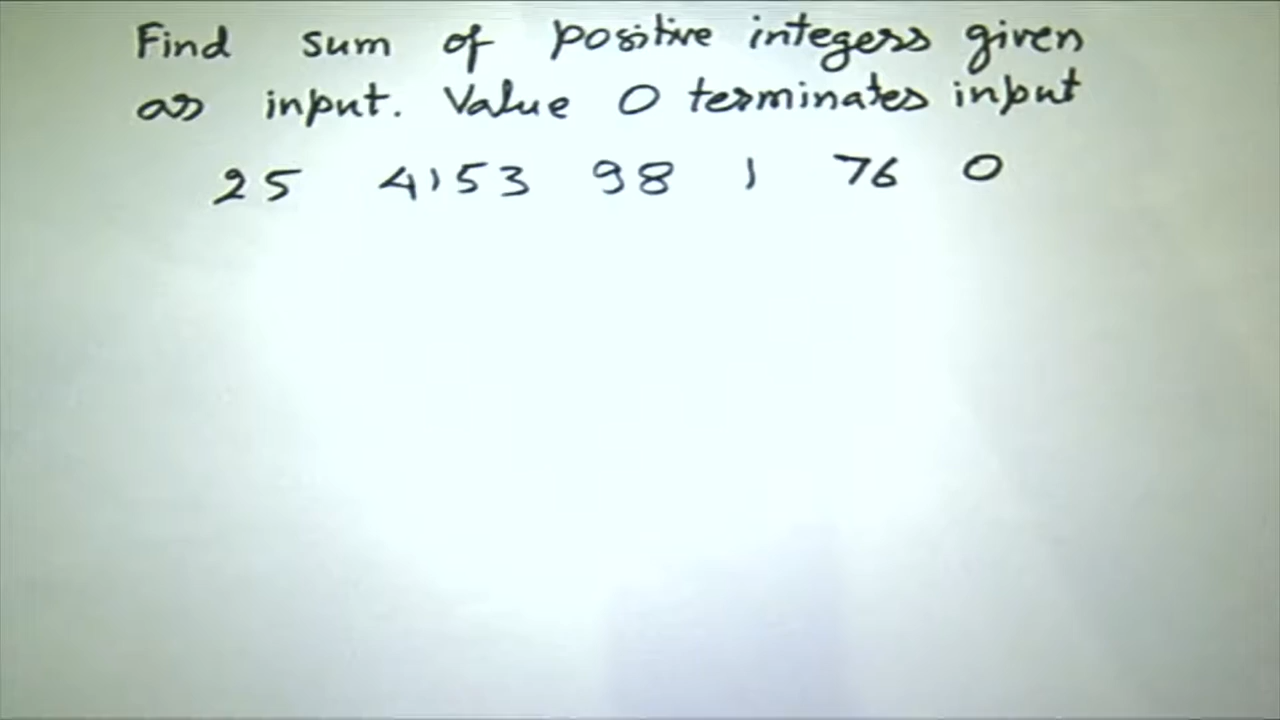 Find sum of positive integers given
as input. Value 0 terminates input
25 4153 98 1 76 0